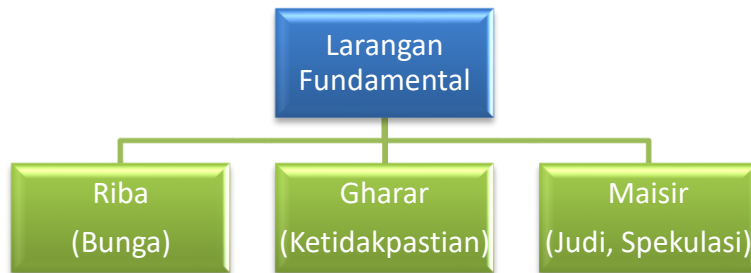 Larangan
Fundamental
Riba
(Bunga)
Gharar
(Ketidakpastian)
Maisir
(Judi, Spekulasi)